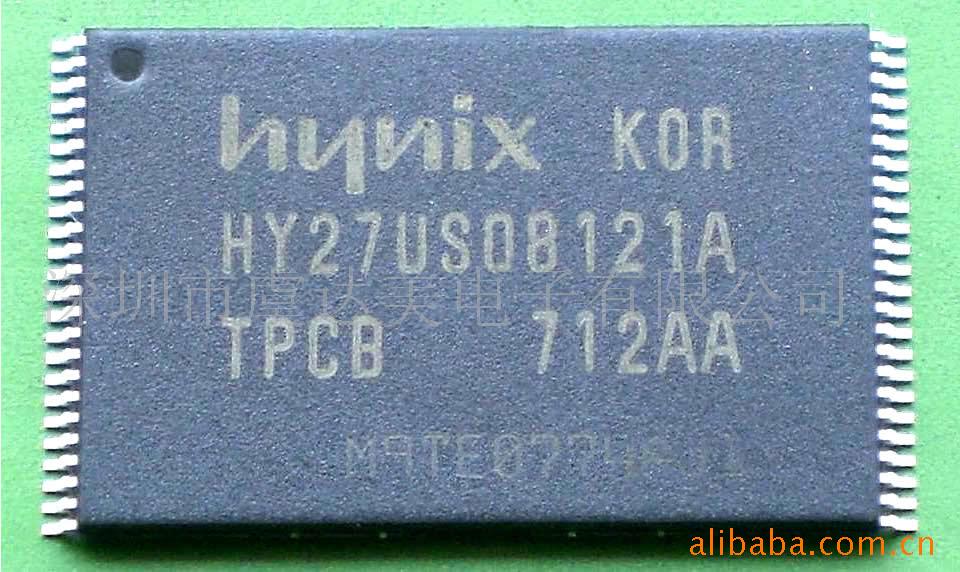 hynix KOR
HY27US08121A
深圳市虞达美电子有限公司
TPCB 712AA
alibaba.com.cn